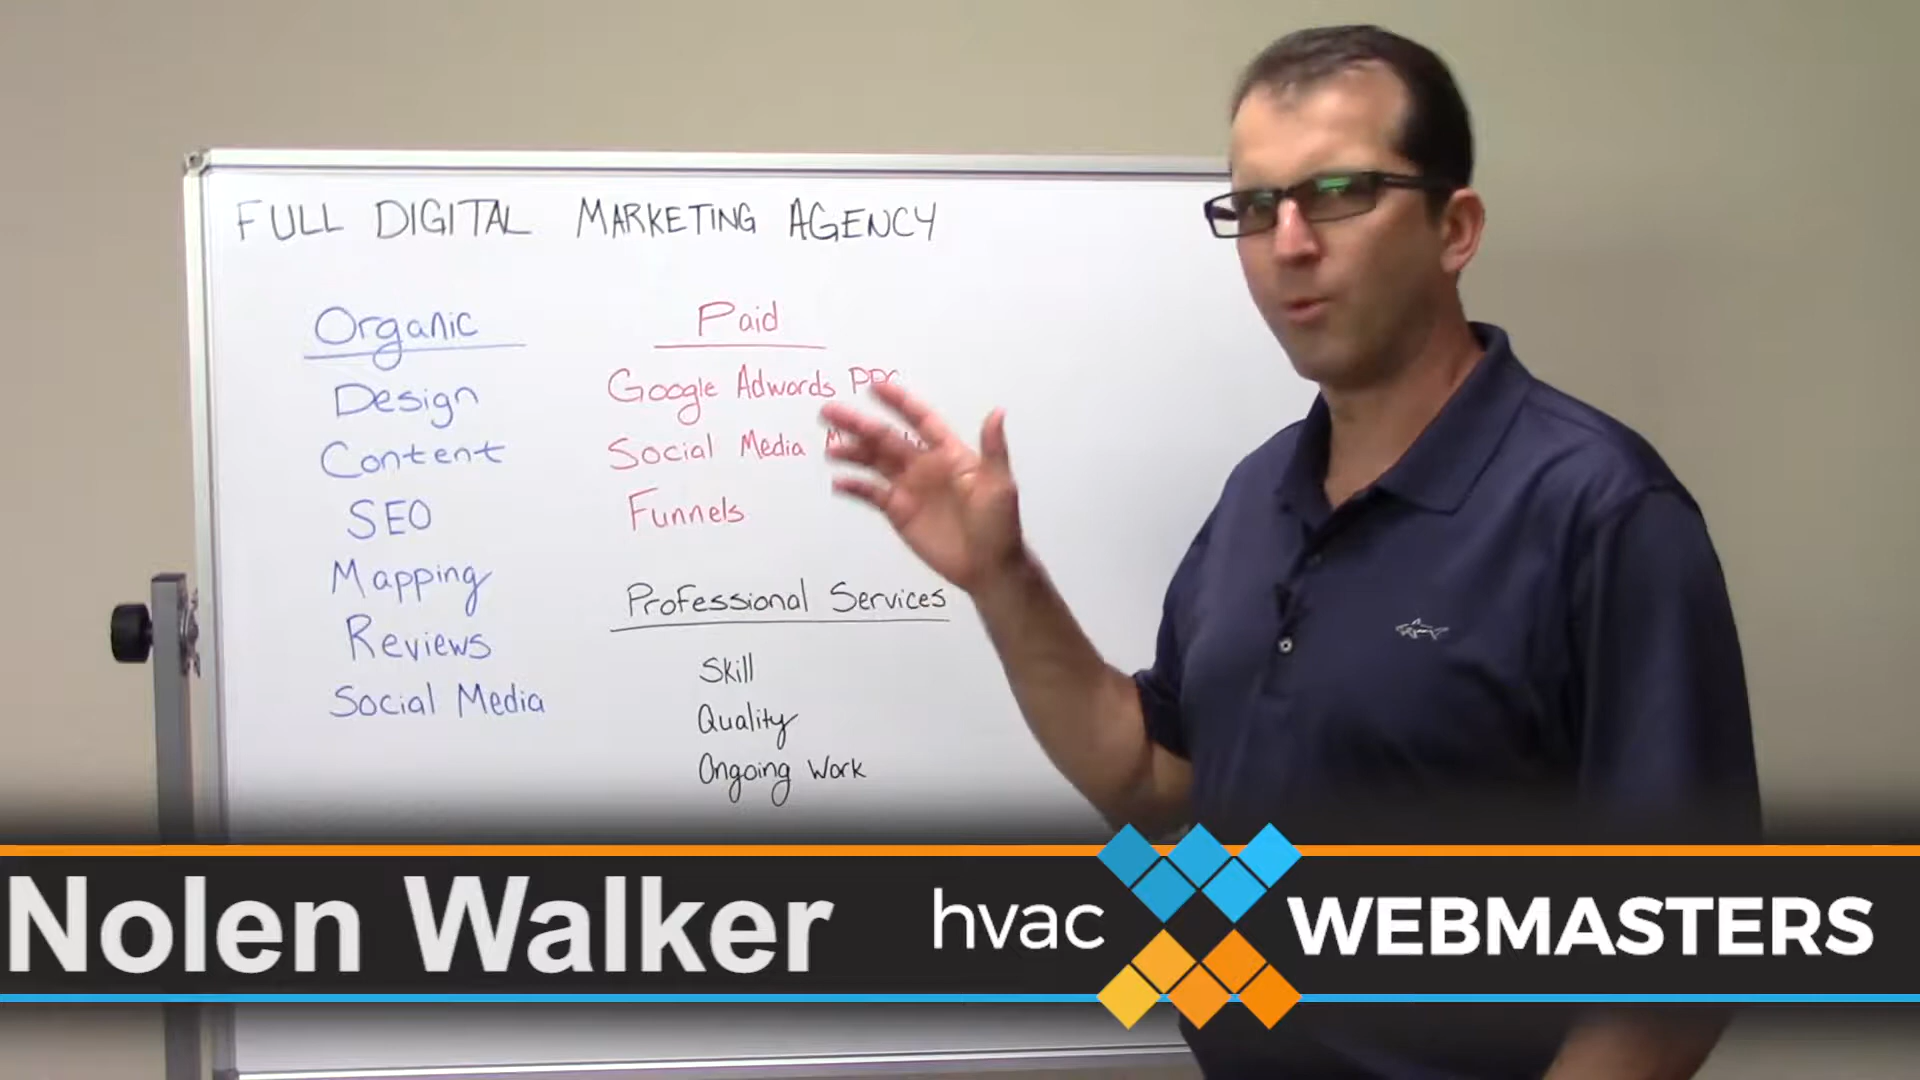 FULL DIGITAL MARKETING AGENCY
Organic
Design
Content
SEO
Mapping
Reviews
Social Media
Paid
Google Adwords PPC
Social Media
Funnels
Professional Services
Skill
Quality
Ongoing Work
Nolen Walker
hvac WEBMASTERS